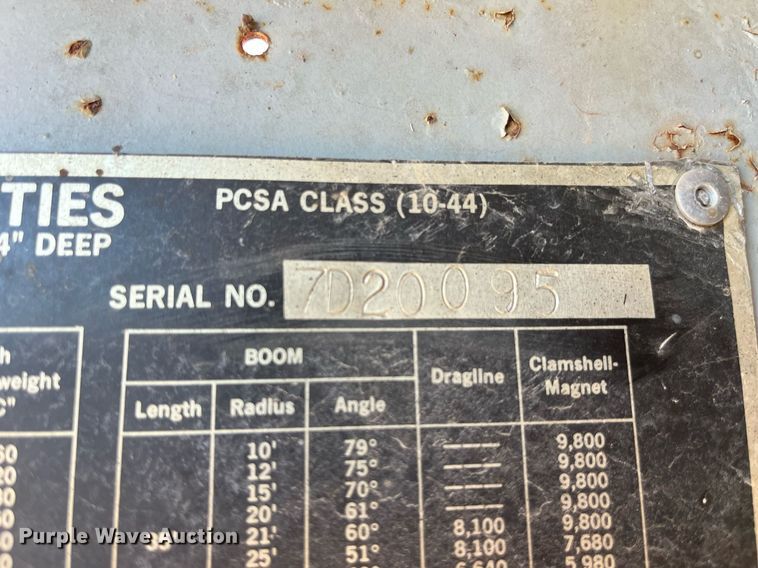 TIES
PCSA CLASS (10-44)
4" DEEP
SERIAL NO. 7D20095
BOOM
Dragline
Clamshell-
Magnet
weight
C"
Length Radius Angle
10' 79° 9,800
12' 75° 9,800
15' 70° 9,800
20' 61° 9,800
21' 60° 8,100 9,800
25' 51° 8,100 7,680
5,980
Purple Wave Auction